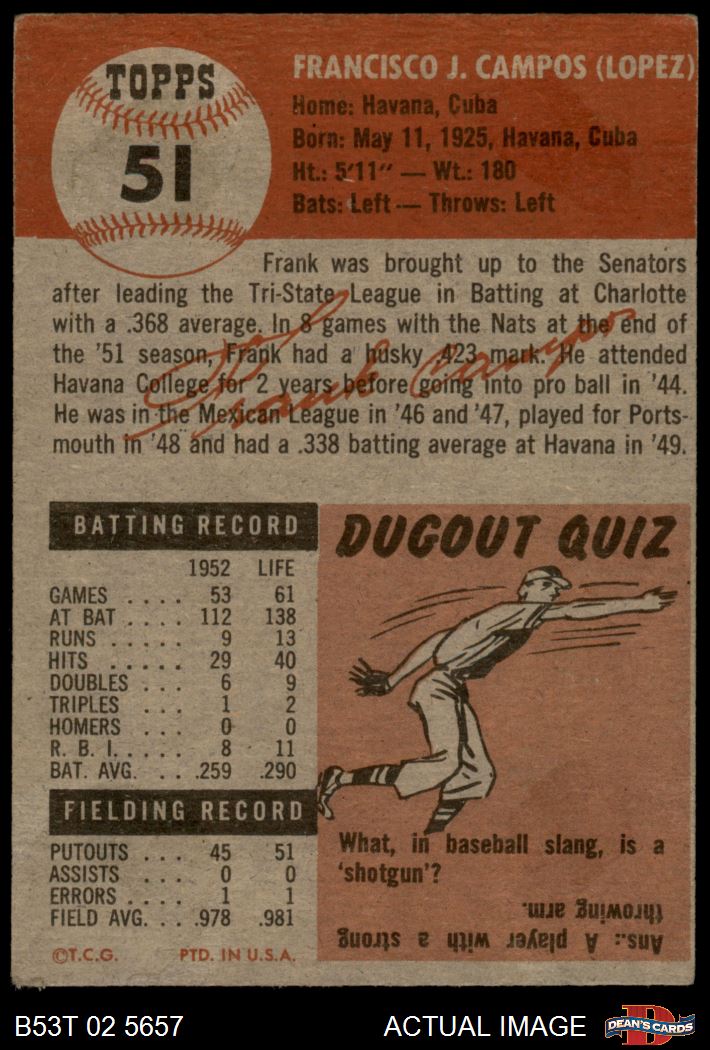 TOPPS
51
FRANCISCO J. CAMPOS (LOPEZ)
Home: Havana, Cuba
Born: May 11, 1925, Havana, Cuba
Ht.: 5'11" — Wt.: 180
Bats: Left — Throws: Left
Frank was brought up to the Senators
after leading the Tri-State League in Batting at Charlotte
with a .368 average. In 8 games with the Nats at the end of
the '51 season, Frank had a husky .423 mark. He attended
Havana College for 2 years before going into pro ball in '44.
He was in the Mexican League in '46 and '47, played for Ports-
mouth in '48 and had a .338 batting average at Havana in '49.
Frank Campos
BATTING RECORD
1952 LIFE
GAMES . . . . 53 61
AT BAT . . . . 112 138
RUNS . . . . . 9 13
HITS . . . . . 29 40
DOUBLES . . . 6 9
TRIPLES . . . 1 2
HOMERS . . . 0 0
R. B. I. . . . . 8 11
BAT. AVG. . . .259 .290
FIELDING RECORD
PUTOUTS . . . 45 51
ASSISTS . . . 0 0
ERRORS . . . . 1 1
FIELD AVG. . . .978 .981
©T.C.G. PTD. IN U.S.A.
DUGOUT QUIZ
What, in baseball slang, is a
'shotgun'?
Ans.: A player with a strong
throwing arm.
B53T 02 5657
ACTUAL IMAGE
D
DEAN'S CARDS